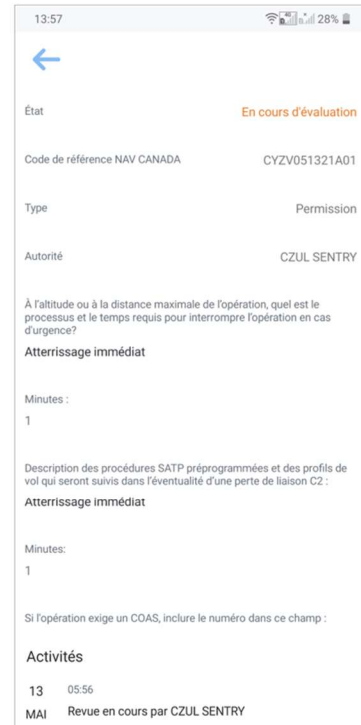 13:57
28%
État
En cours d'évaluation
Code de référence NAV CANADA
CYZV051321A01
Type
Permission
Autorité
CZUL SENTRY
À l'altitude ou à la distance maximale de l'opération, quel est le
processus et le temps requis pour interrompre l'opération en cas
d'urgence?
Atterrissage immédiat
Minutes :
1
Description des procédures SATP préprogrammées et des profils de
vol qui seront suivis dans l'éventualité d'une perte de liaison C2 :
Atterrissage immédiat
Minutes:
1
Si l'opération exige un COAS, inclure le numéro dans ce champ :
Activités
13
05:56
MAI
Revue en cours par CZUL SENTRY